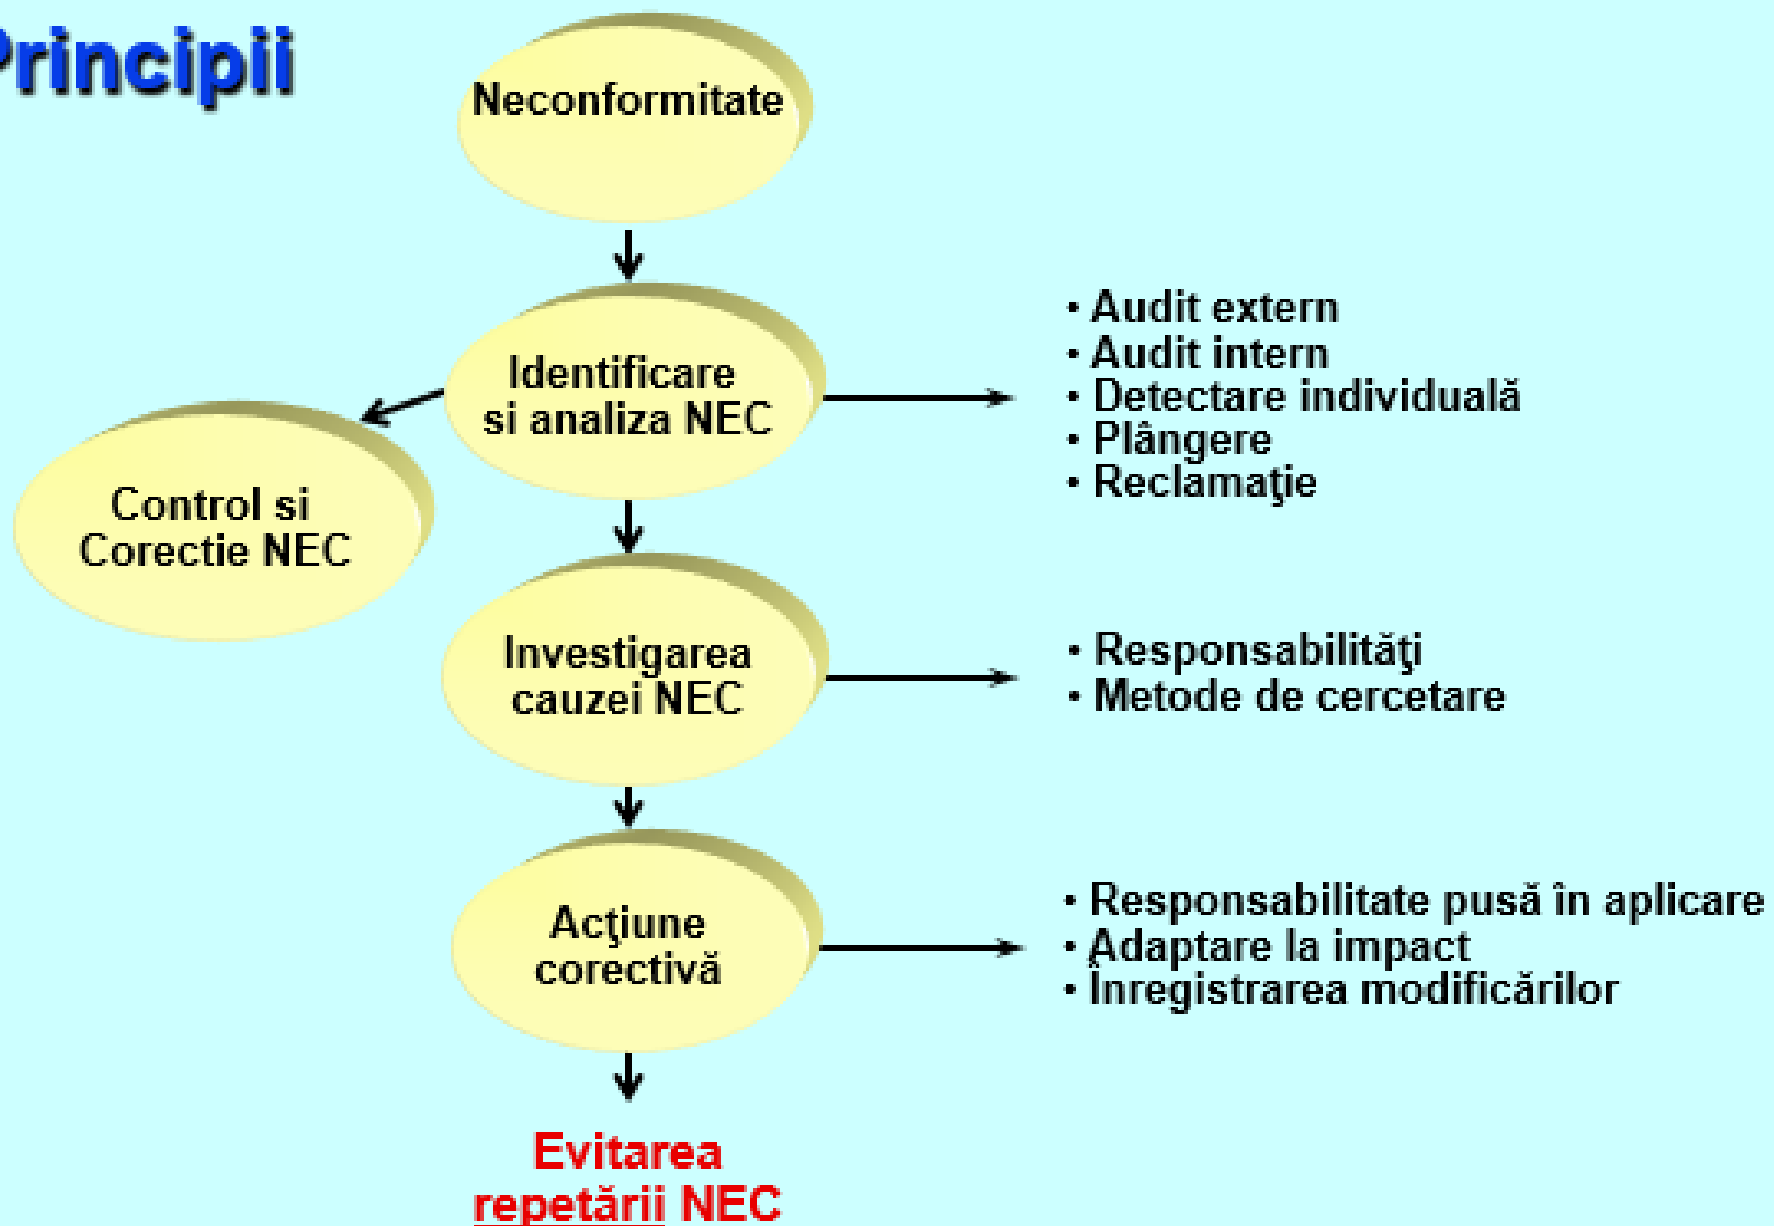 Principii
Neconformitate
Identificare
si analiza NEC
• Audit extern
• Audit intern
• Detectare individuală
• Plângere
• Reclamaţie
Control si
Corectie NEC
Investigarea
cauzei NEC
• Responsabilităţi
• Metode de cercetare
Acţiune
corectivă
• Responsabilitate pusă în aplicare
• Adaptare la impact
• Înregistrarea modificărilor
Evitarea
repetării NEC